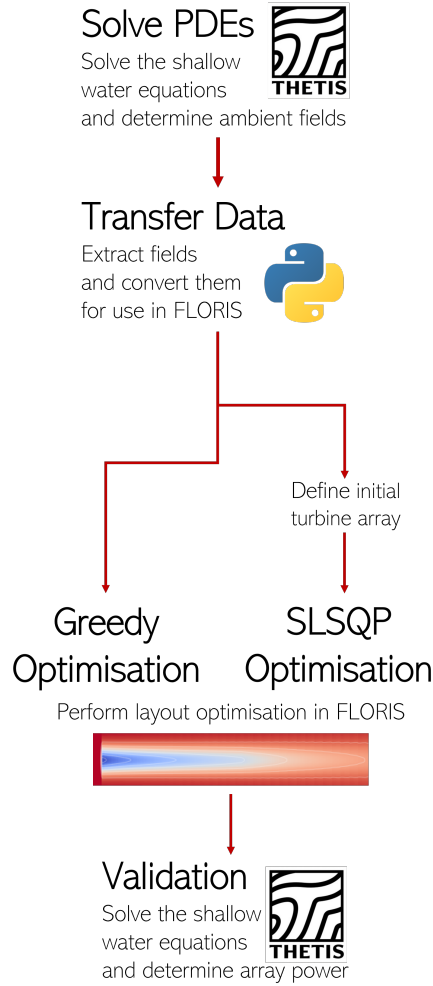 Solve PDEs
THETIS
Solve the shallow
water equations
and determine ambient fields
Transfer Data
Extract fields
and convert them
for use in FLORIS
Define initial
turbine array
Greedy
Optimisation
SLSQP
Optimisation
Perform layout optimisation in FLORIS
Validation
Solve the shallow
water equations
THETIS
and determine array power